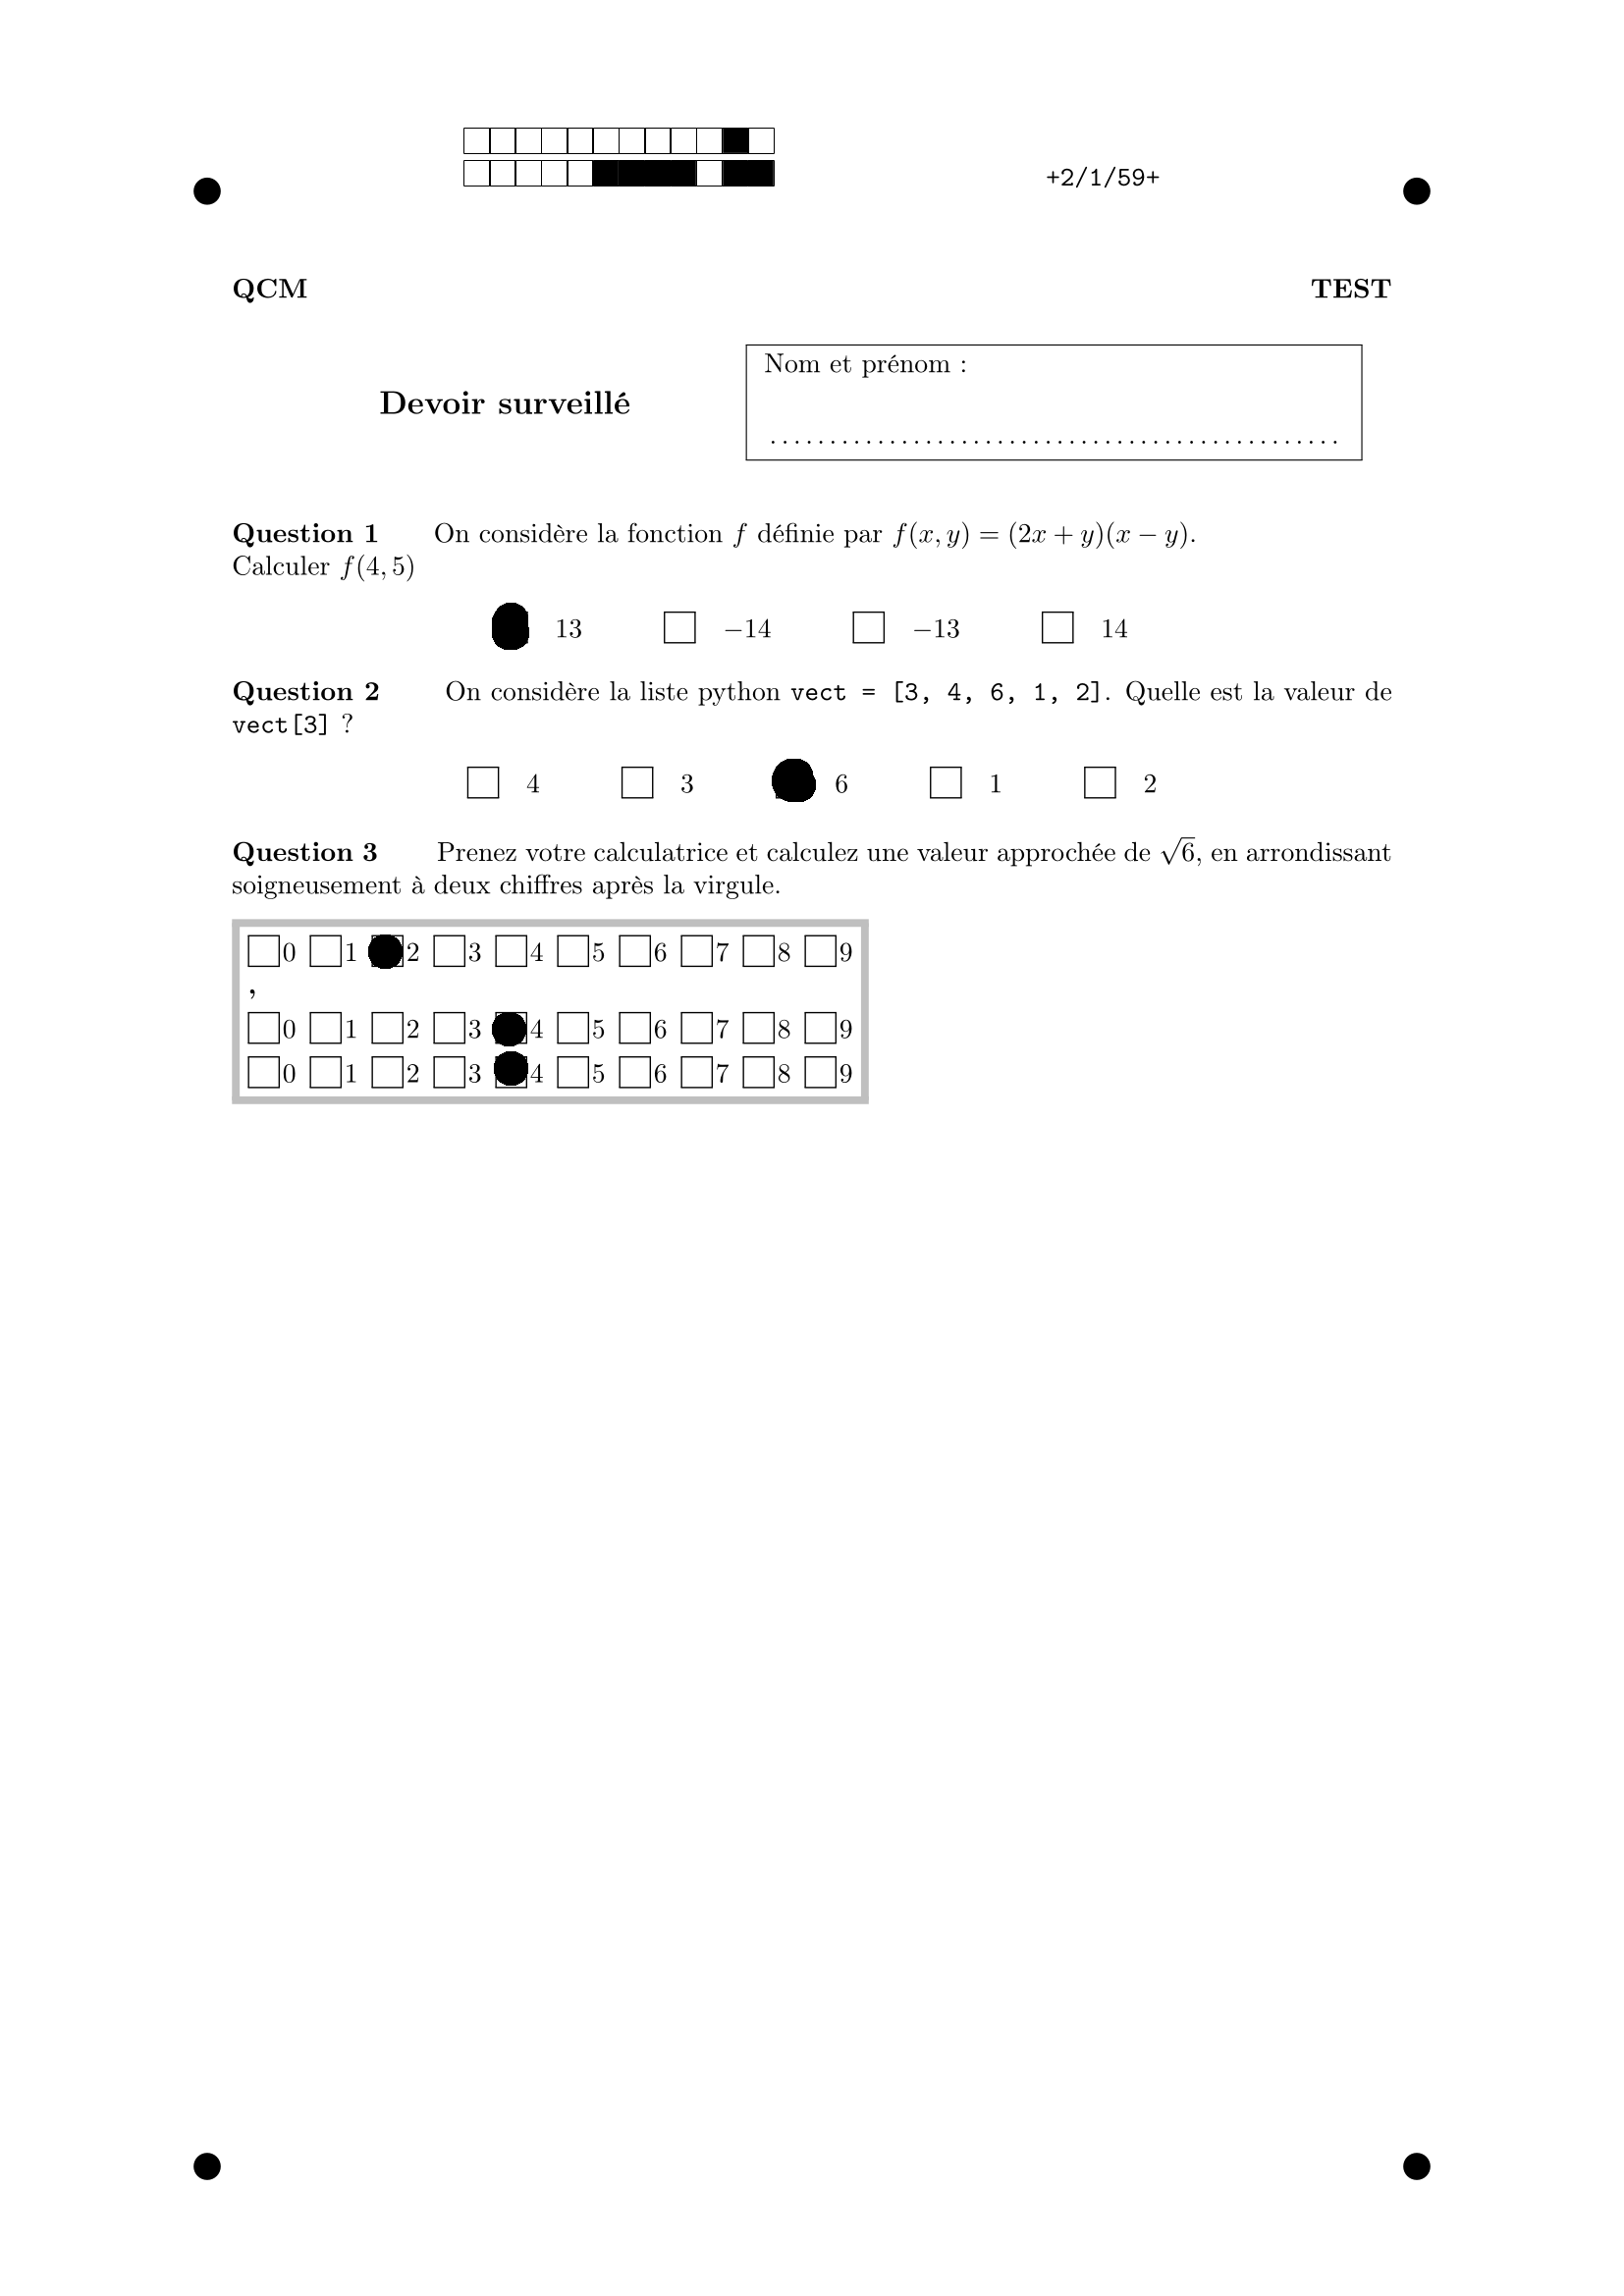 +2/1/59+
QCM TEST
Devoir surveillé
Nom et prénom :
................................................
Question 1 On considère la fonction f définie par f(x, y) = (2x + y)(x − y).
Calculer f(4, 5)
13 −14 −13 14
Question 2 On considère la liste python vect = [3, 4, 6, 1, 2]. Quelle est la valeur de
vect[3] ?
4 3 6 1 2
Question 3 Prenez votre calculatrice et calculez une valeur approchée de √6, en arrondissant
soigneusement à deux chiffres après la virgule.
0 1 2 3 4 5 6 7 8 9
,
0 1 2 3 4 5 6 7 8 9
0 1 2 3 4 5 6 7 8 9